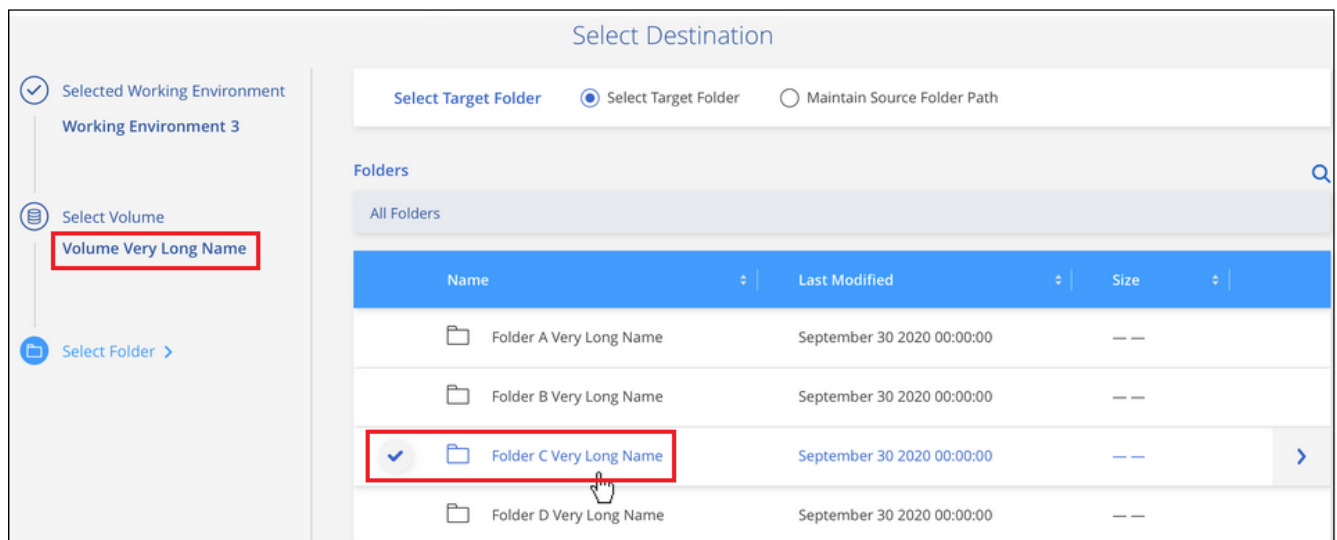 Select Destination
Selected Working Environment
Working Environment 3
Select Volume
Volume Very Long Name
Select Folder >
Select Target Folder Select Target Folder Maintain Source Folder Path
Folders
All Folders
Name Last Modified Size
Folder A Very Long Name September 30 2020 00:00:00 — —
Folder B Very Long Name September 30 2020 00:00:00 — —
Folder C Very Long Name September 30 2020 00:00:00 — —
Folder D Very Long Name September 30 2020 00:00:00 — —